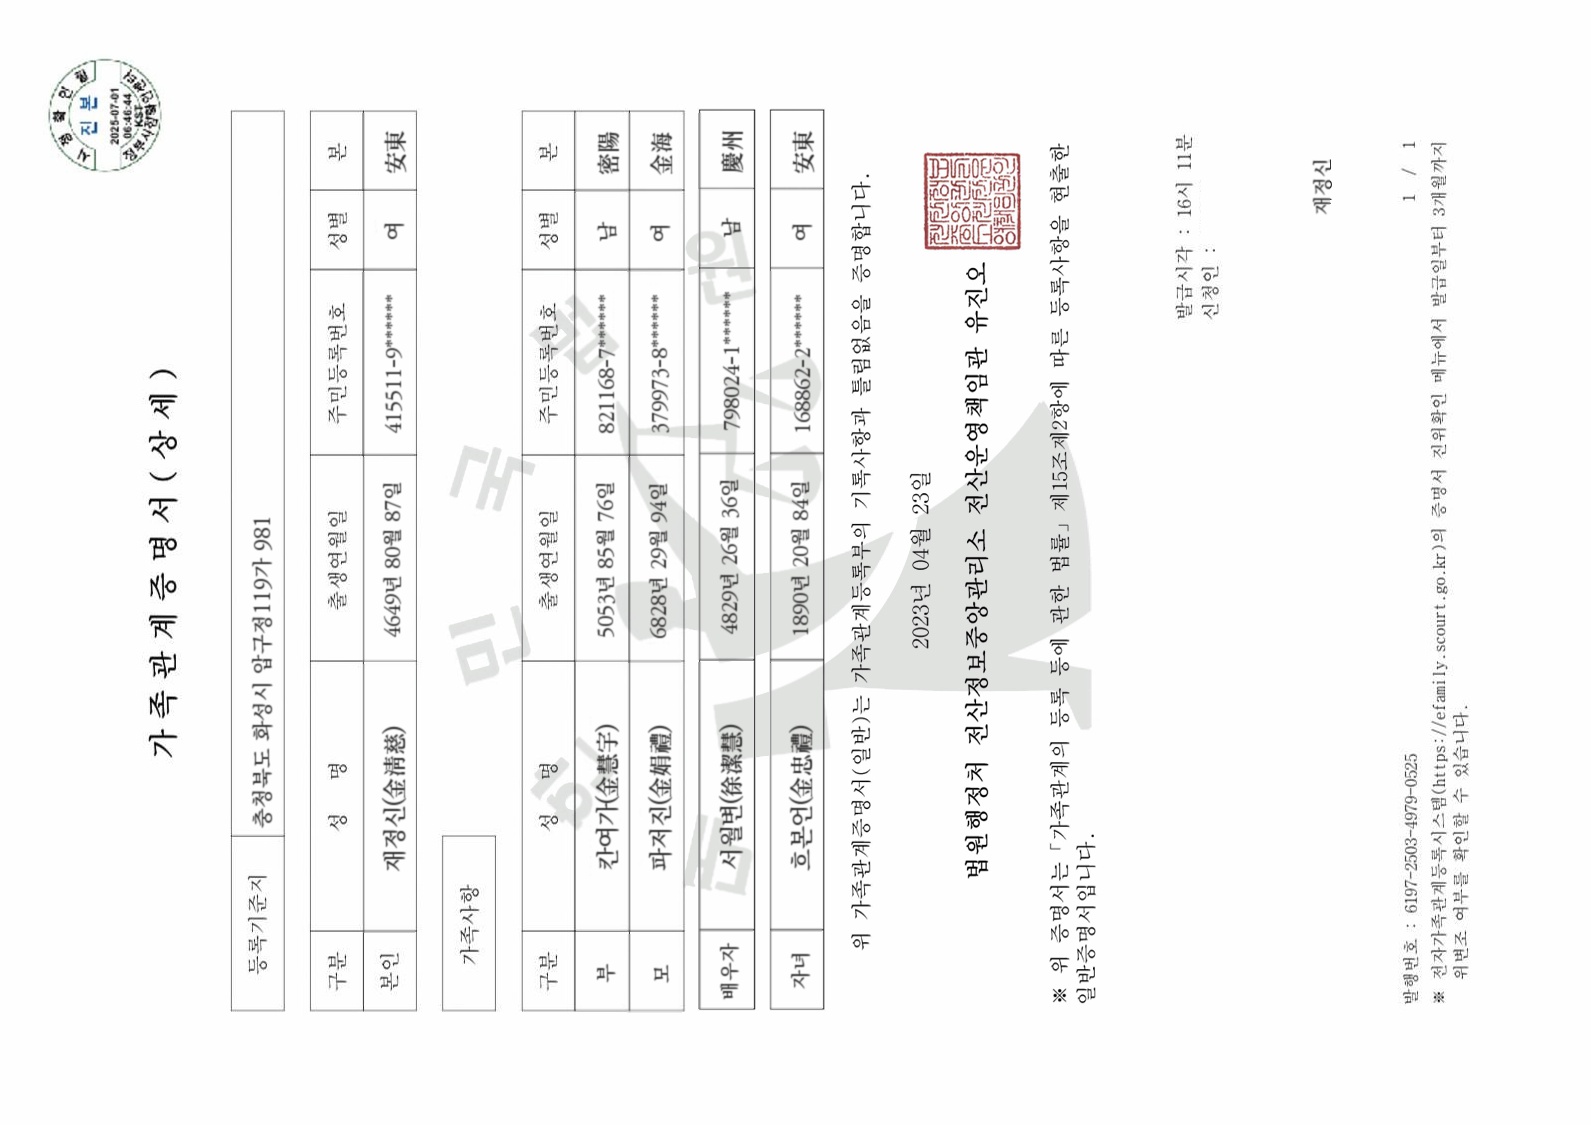 시점확인필
진본
2025-07-01
06:46:44
KST
가족관계증명서(상세)
등록기준지 충청북도 화성시 압구정119가 981
구분 성 명 출생연월일 주민등록번호 성별 본
본인 재정신(金淸慈) 4649년 80월 87일 415511-9****** 여 安東
가족사항
구분 성 명 출생연월일 주민등록번호 성별 본
부 칸여가(金慧宇) 5053년 85월 76일 821168-7****** 남 密陽
모 파저진(金娟禮) 6828년 29월 94일 379973-8****** 여 金海
배우자 서월변(徐潔慧) 4829년 26월 36일 798024-1****** 남 慶州
자녀 흐본언(金忠禮) 1890년 20월 84일 168862-2****** 여 安東
위 가족관계증명서(일반)는 가족관계등록부의 기록사항과 틀림없음을 증명합니다.
2023년 04월 23일
법원행정처 전산정보중앙관리소 전산운영책임관 유진오
※ 위 증명서는「가족관계의 등록 등에 관한 법률」제15조제2항에 따른 등록사항을 현출한
일반증명서입니다.
발급시각 : 16시 11분
신청인 :
재정신
발행번호 : 6197-2503-4979-0525 1 / 1
※ 전자가족관계등록시스템(https://efamily.scourt.go.kr)의 증명서 진위확인 메뉴에서 발급일부터 3개월까지
위변조 여부를 확인할 수 있습니다.